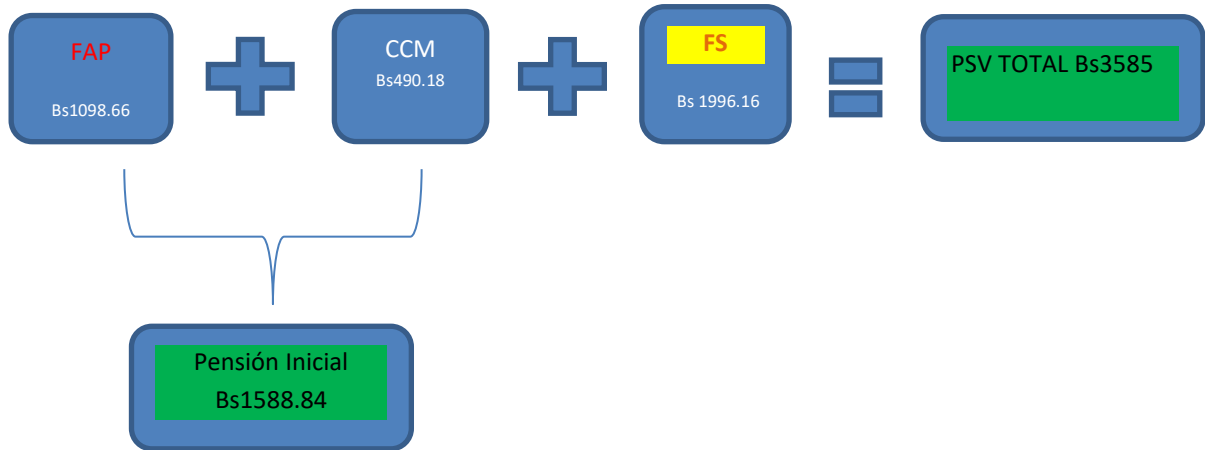 FAP
Bs1098.66
CCM
Bs490.18
FS
Bs 1996.16
PSV TOTAL Bs3585
Pensión Inicial
Bs1588.84